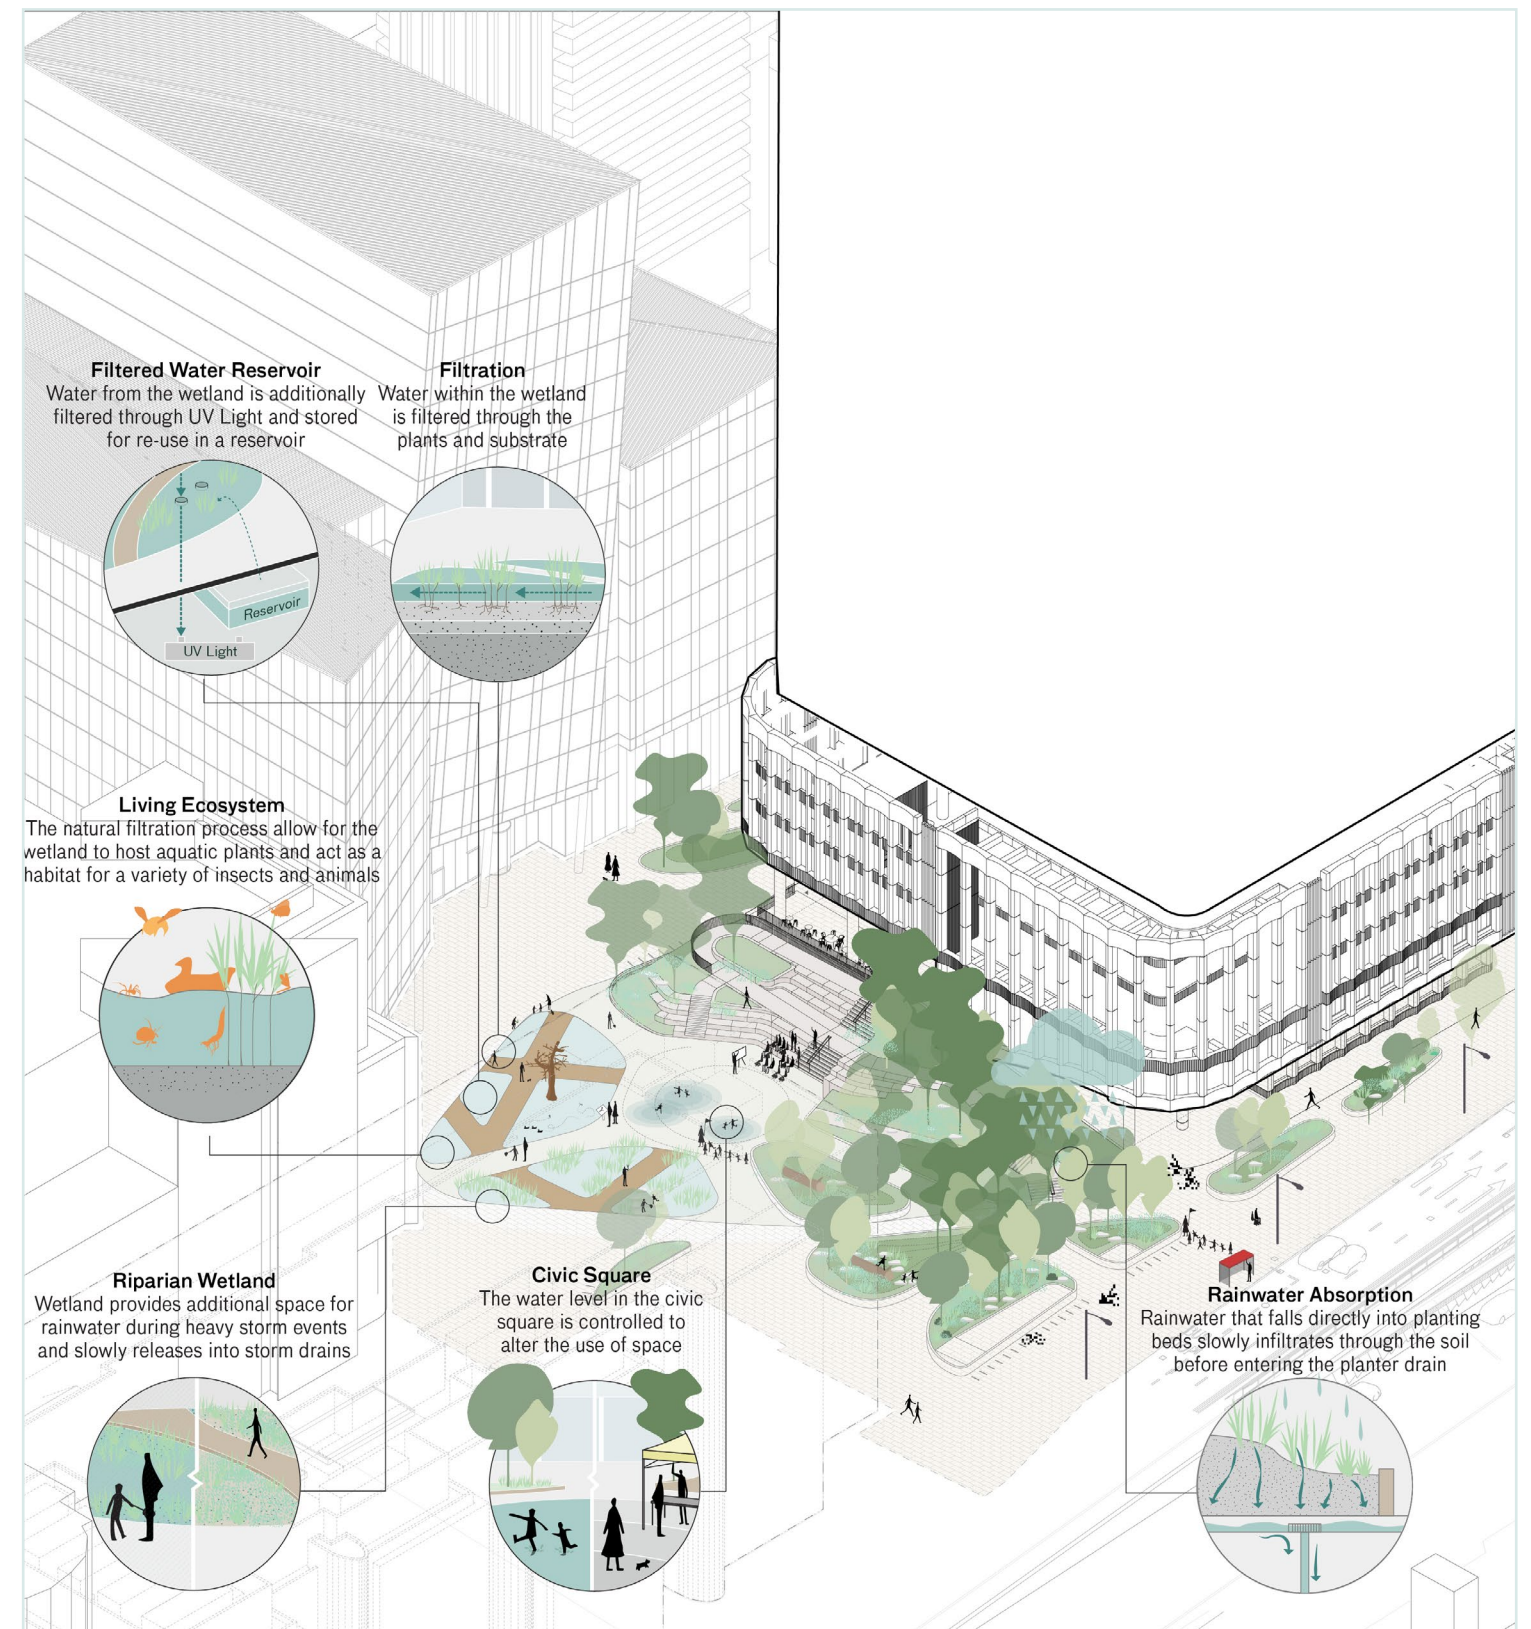 Filtered Water Reservoir
Water from the wetland is additionally
filtered through UV Light and stored
for re-use in a reservoir
Reservoir
UV Light
Filtration
Water within the wetland
is filtered through the
plants and substrate
Living Ecosystem
The natural filtration process allow for the
wetland to host aquatic plants and act as a
habitat for a variety of insects and animals
Riparian Wetland
Wetland provides additional space for
rainwater during heavy storm events
and slowly releases into storm drains
Civic Square
The water level in the civic
square is controlled to
alter the use of space
Rainwater Absorption
Rainwater that falls directly into planting
beds slowly infiltrates through the soil
before entering the planter drain